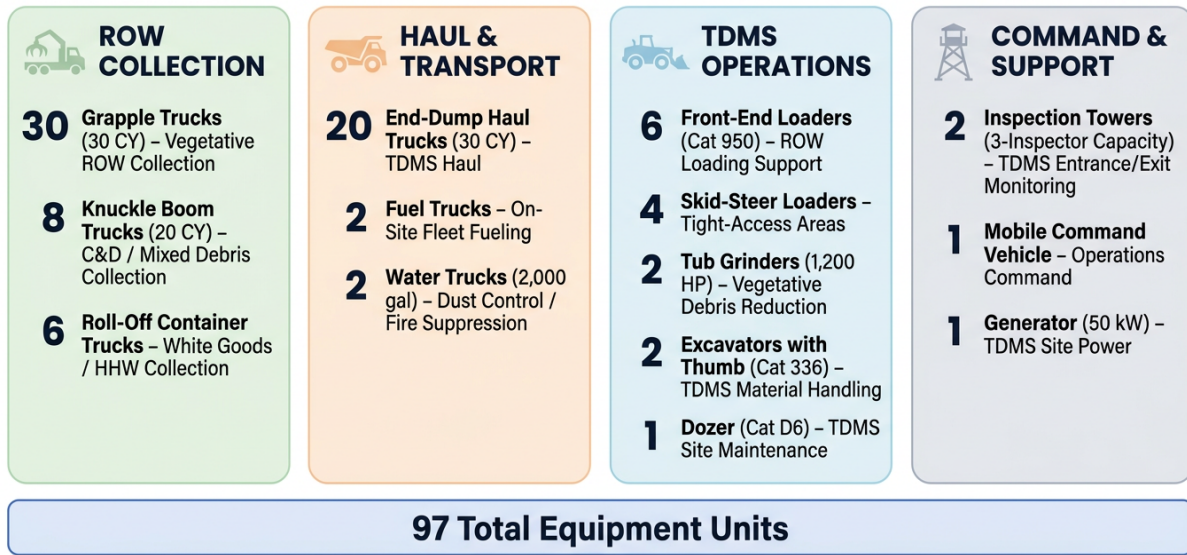 ROW
COLLECTION
30 Grapple Trucks
(30 CY) – Vegetative
ROW Collection
8 Knuckle Boom
Trucks (20 CY) –
C&D / Mixed Debris
Collection
6 Roll-Off Container
Trucks – White Goods
/ HHW Collection
HAUL &
TRANSPORT
20 End-Dump Haul
Trucks (30 CY) –
TDMS Haul
2 Fuel Trucks – On-
Site Fleet Fueling
2 Water Trucks (2,000
gal) – Dust Control /
Fire Suppression
TDMS
OPERATIONS
6 Front-End Loaders
(Cat 950) – ROW
Loading Support
4 Skid-Steer Loaders –
Tight-Access Areas
2 Tub Grinders (1,200
HP) – Vegetative
Debris Reduction
2 Excavators with
Thumb (Cat 336) –
TDMS Material Handling
1 Dozer (Cat D6) – TDMS
Site Maintenance
COMMAND &
SUPPORT
2 Inspection Towers
(3-Inspector Capacity)
– TDMS Entrance/Exit
Monitoring
1 Mobile Command
Vehicle – Operations
Command
1 Generator (50 kW) –
TDMS Site Power
97 Total Equipment Units